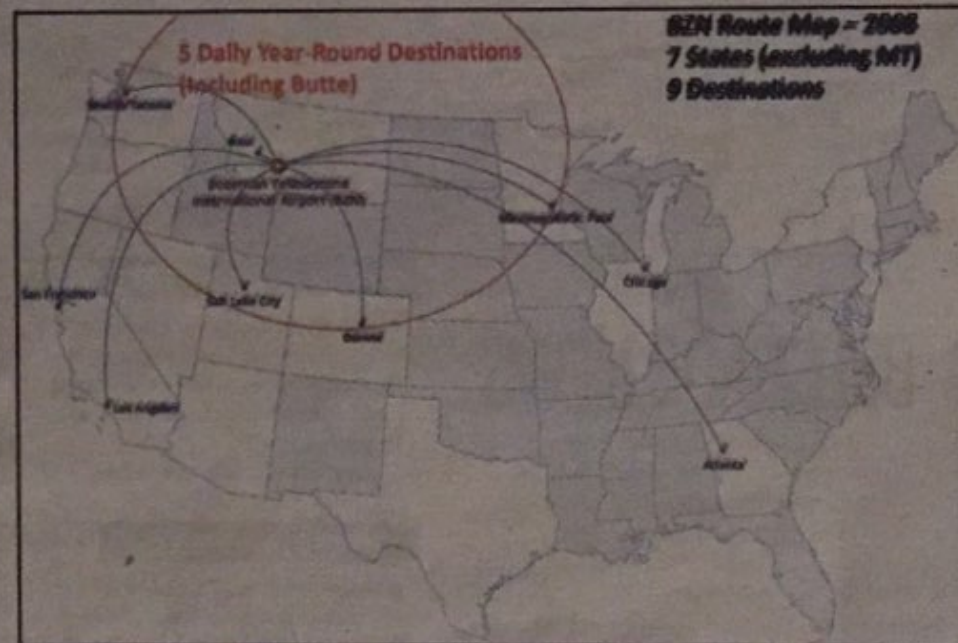 BZN Route Map – 2008
7 States (excluding MT)
9 Destinations
5 Daily Year-Round Destinations
(Including Butte)
Seattle/Tacoma
Butte
Bozeman Yellowstone
International Airport (BZN)
Minneapolis/St. Paul
Chicago
San Francisco
Salt Lake City
Denver
Los Angeles
Atlanta